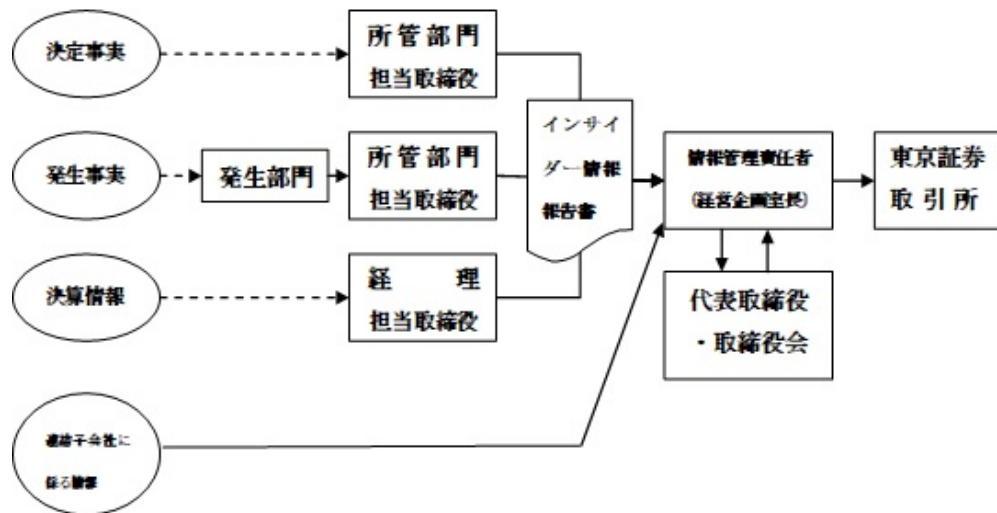 決定事実
所管部門
担当取締役
発生事実
発生部門
所管部門
担当取締役
インサイ
ダー情報
報告書
情報管理責任者
(経営企画室長)
東京証券
取引所
決算情報
経理
担当取締役
代表取締役
・取締役会
連結子会社に
係る情報